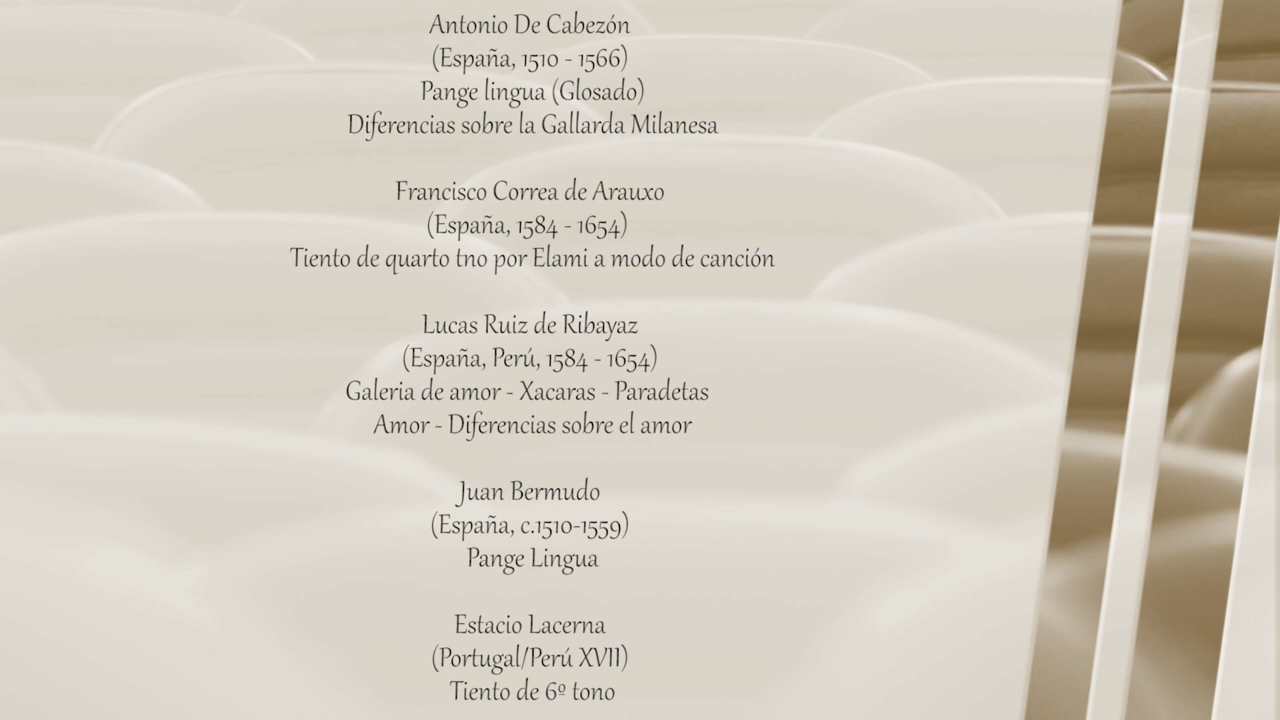 Antonio De Cabezón
(España, 1510 - 1566)
Pange lingua (Glosado)
Diferencias sobre la Gallarda Milanesa
Francisco Correa de Arauxo
(España, 1584 - 1654)
Tiento de quarto tno por Elami a modo de canción
Lucas Ruiz de Ribayaz
(España, Perú, 1584 - 1654)
Galeria de amor - Xacaras - Paradetas
Amor - Diferencias sobre el amor
Juan Bermudo
(España, c.1510-1559)
Pange Lingua
Estacio Lacerna
(Portugal/Perú XVII)
Tiento de 6º tono